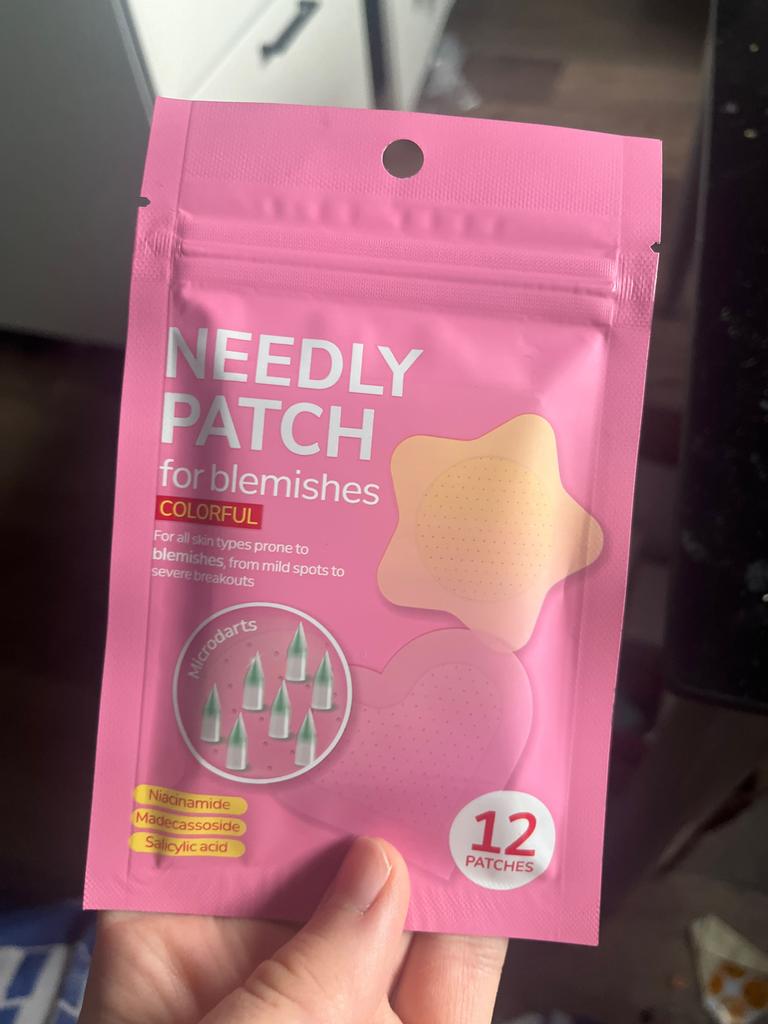 NEEDLY
PATCH
for blemishes
COLORFUL
For all skin types prone to
blemishes, from mild spots to
severe breakouts
Microdarts
Niacinamide
Madecassoside
Salicylic acid
12
PATCHES